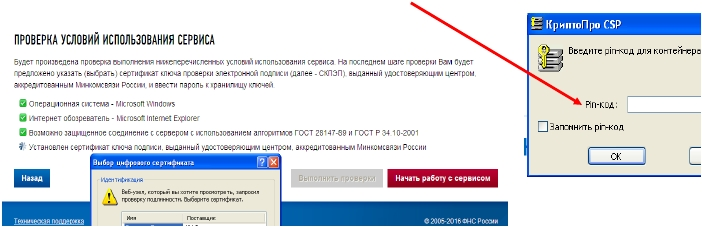 ПРОВЕРКА УСЛОВИЙ ИСПОЛЬЗОВАНИЯ СЕРВИСА
Будет произведена проверка выполнения нижеперечисленных условий использования сервиса. На последнем шаге проверки Вам будет
предложено указать (выбрать) сертификат ключа проверки электронной подписи (далее - СКПЭП), выданный удостоверяющим центром,
аккредитованным Минкомсвязи России, и ввести пароль к хранилищу ключей.
Операционная система - Microsoft Windows
Интернет обозреватель - Microsoft Internet Explorer
Возможно защищенное соединение с сервером с использованием алгоритмов ГОСТ 28147-89 и ГОСТ Р 34.10-2001
Установлен сертификат ключа подписи, выданный удостоверяющим центром, аккредитованным Минкомсвязи России
Назад
Выполнить проверки
Начать работу с сервисом
Техническая поддержка
© 2005-2016 ФНС России
Выбор цифрового сертификата
Идентификация
Веб-узел, который вы хотите просмотреть, запросил
проверку подлинности. Выберите сертификат.
Имя Поставщик
КриптоПро CSP
Введите pin-код для контейнера
Pin-код:
Запомнить pin-код
OK